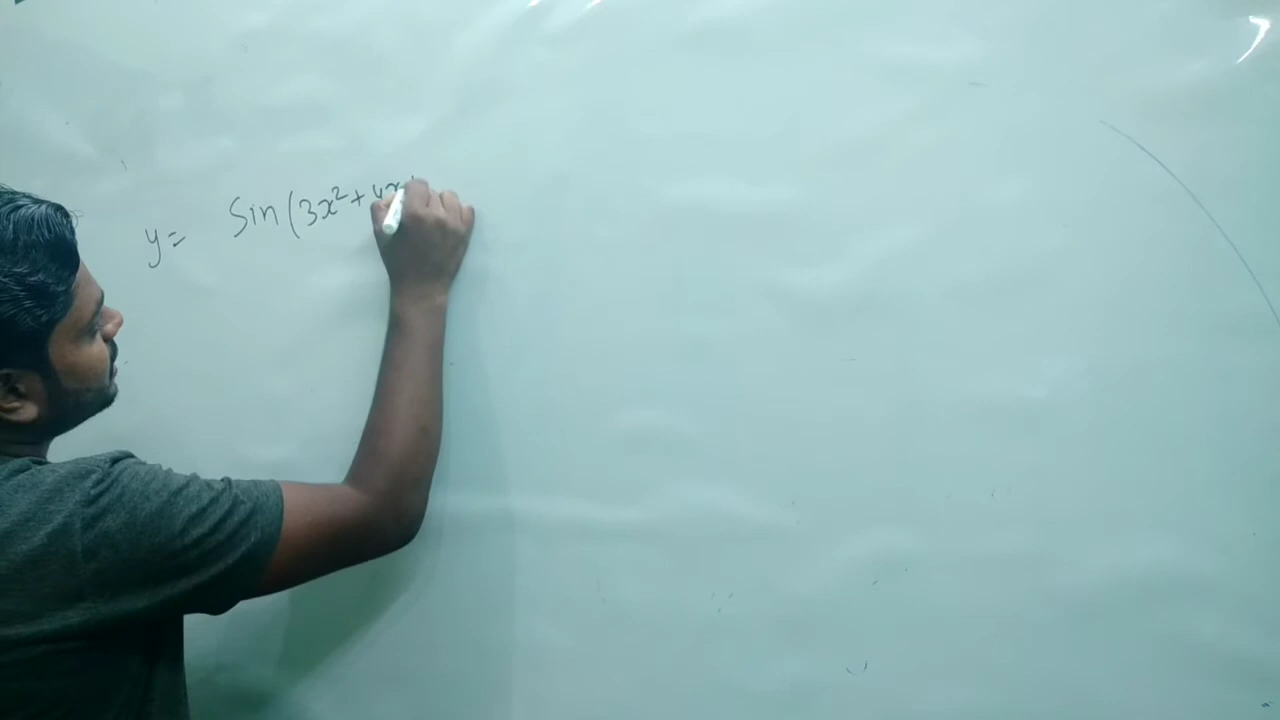 y = Sin (3x² + 4x